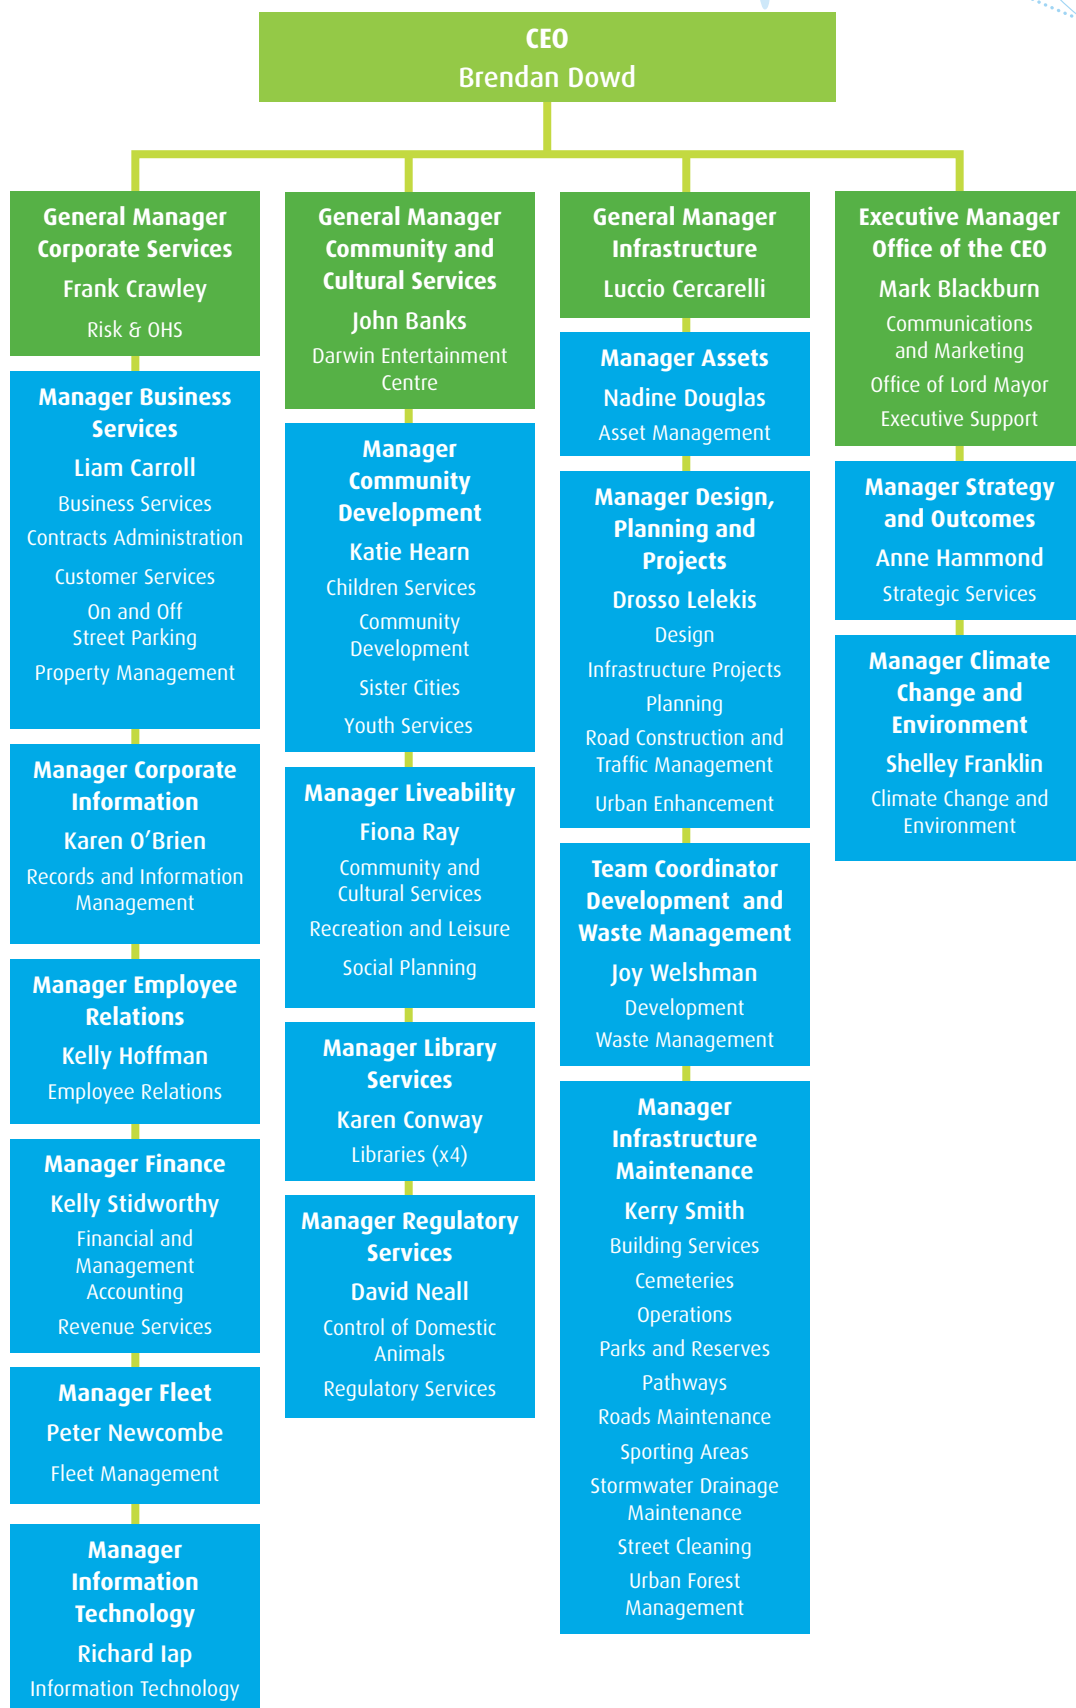 CEO
Brendan Dowd
General Manager
Corporate Services
Frank Crawley
Risk & OHS
Manager Business
Services
Liam Carroll
Business Services
Contracts Administration
Customer Services
On and Off
Street Parking
Property Management
Manager Corporate
Information
Karen O’Brien
Records and Information
Management
Manager Employee
Relations
Kelly Hoffman
Employee Relations
Manager Finance
Kelly Stidworthy
Financial and
Management
Accounting
Revenue Services
Manager Fleet
Peter Newcombe
Fleet Management
Manager
Information
Technology
Richard Iap
Information Technology
General Manager
Community and
Cultural Services
John Banks
Darwin Entertainment
Centre
Manager
Community
Development
Katie Hearn
Children Services
Community
Development
Sister Cities
Youth Services
Manager Liveability
Fiona Ray
Community and
Cultural Services
Recreation and Leisure
Social Planning
Manager Library
Services
Karen Conway
Libraries (x4)
Manager Regulatory
Services
David Neall
Control of Domestic
Animals
Regulatory Services
General Manager
Infrastructure
Luccio Cercarelli
Manager Assets
Nadine Douglas
Asset Management
Manager Design,
Planning and
Projects
Drosso Lelekis
Design
Infrastructure Projects
Planning
Road Construction and
Traffic Management
Urban Enhancement
Team Coordinator
Development and
Waste Management
Joy Welshman
Development
Waste Management
Manager
Infrastructure
Maintenance
Kerry Smith
Building Services
Cemeteries
Operations
Parks and Reserves
Pathways
Roads Maintenance
Sporting Areas
Stormwater Drainage
Maintenance
Street Cleaning
Urban Forest
Management
Executive Manager
Office of the CEO
Mark Blackburn
Communications
and Marketing
Office of Lord Mayor
Executive Support
Manager Strategy
and Outcomes
Anne Hammond
Strategic Services
Manager Climate
Change and
Environment
Shelley Franklin
Climate Change and
Environment